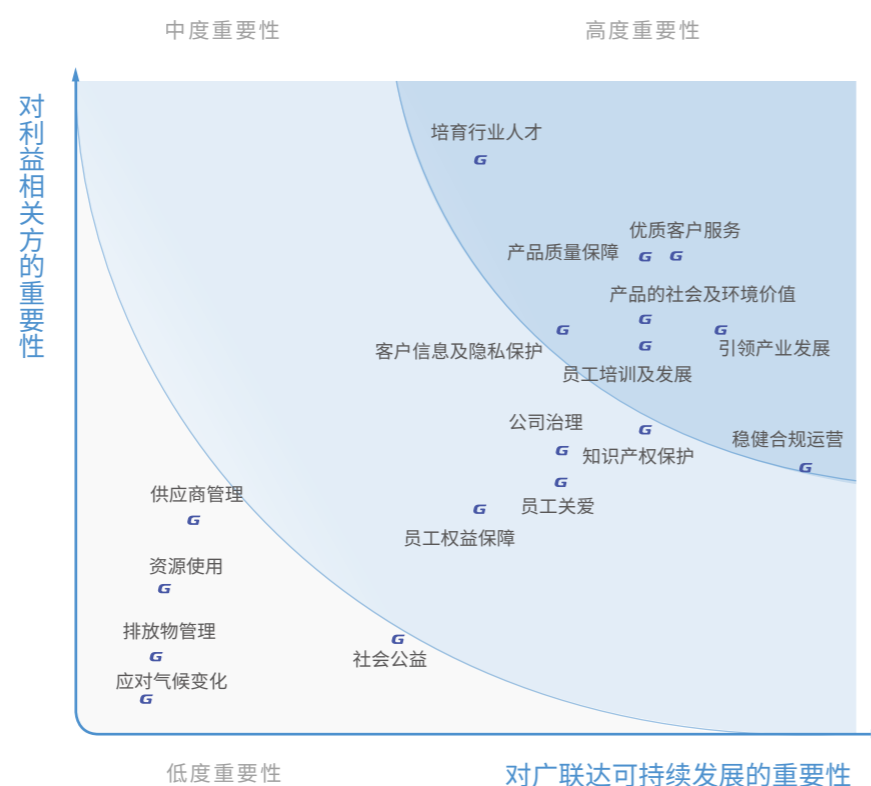 中度重要性
高度重要性
对利益相关方的重要性
培育行业人才
G
优质客户服务
产品质量保障
G
G
产品的社会及环境价值
G
G
G
引领产业发展
客户信息及隐私保护
G
员工培训及发展
公司治理
G
稳健合规运营
G
知识产权保护
G
G
员工关爱
供应商管理
G
G
员工权益保障
资源使用
G
排放物管理
G
G
社会公益
应对气候变化
G
低度重要性
对广联达可持续发展的重要性